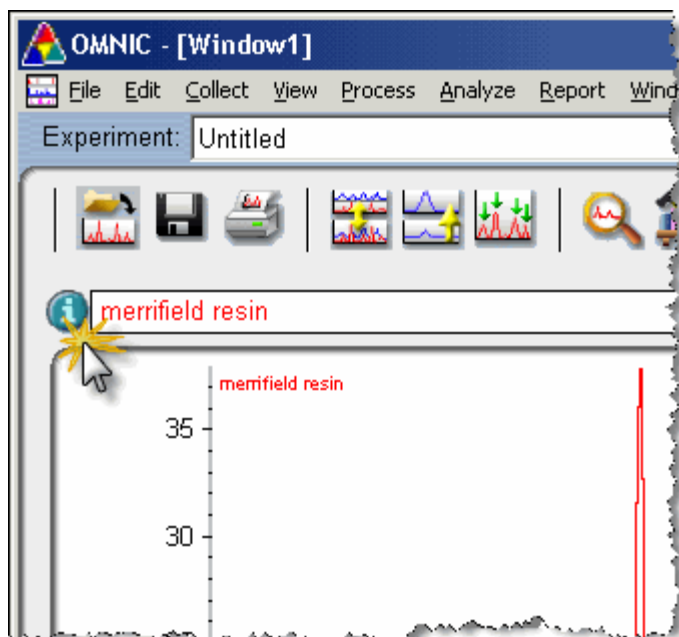 OMNIC - [Window1]
File Edit Collect View Process Analyze Report
Experiment: Untitled
merrifield resin
merrifield resin
35
30